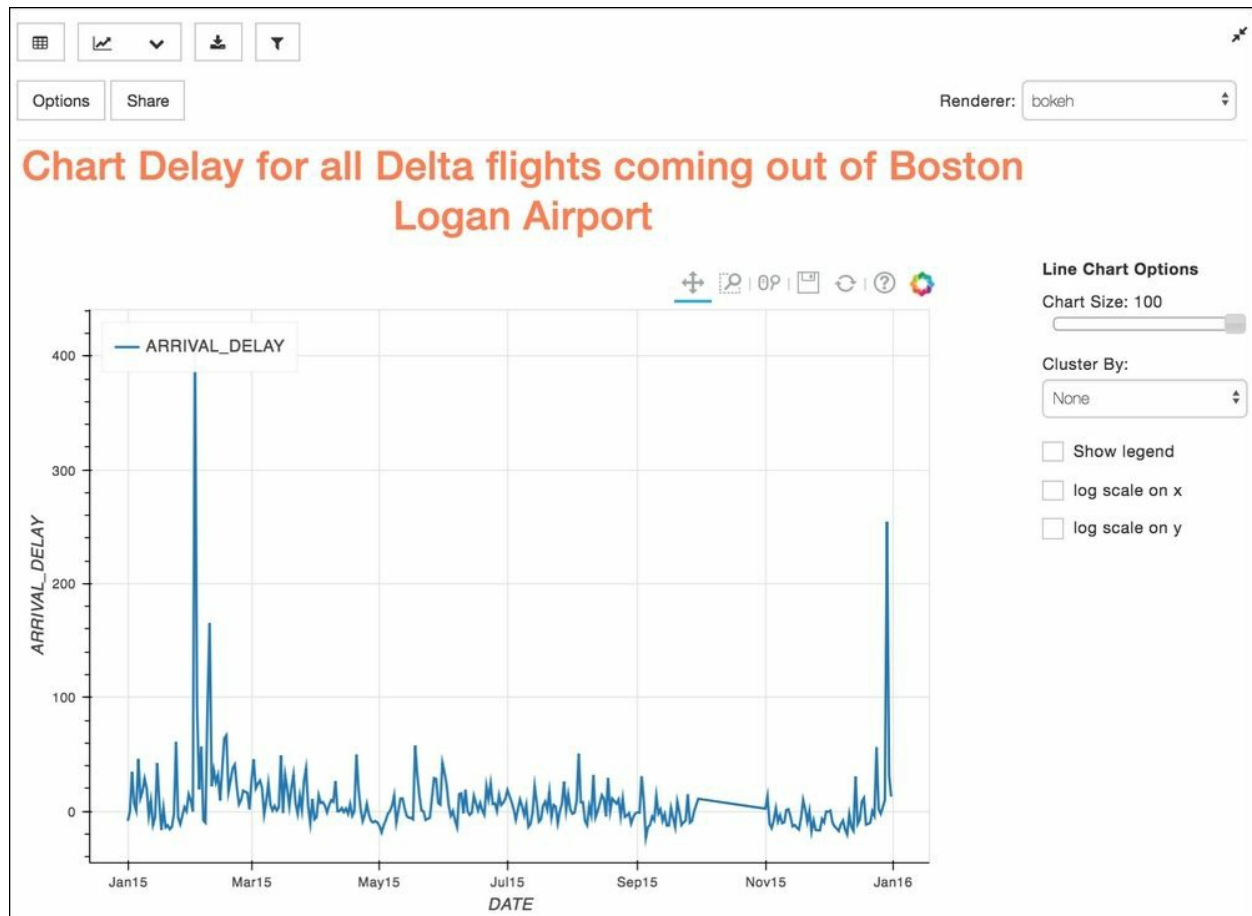 Options Share Renderer: bokeh
Chart Delay for all Delta flights coming out of Boston
Logan Airport
Line Chart Options
Chart Size: 100
Cluster By:
None
Show legend
log scale on x
log scale on y
ARRIVAL_DELAY
400
300
200
100
0
ARRIVAL_DELAY
Jan15 Mar15 May15 Jul15 Sep15 Nov15 Jan16
DATE